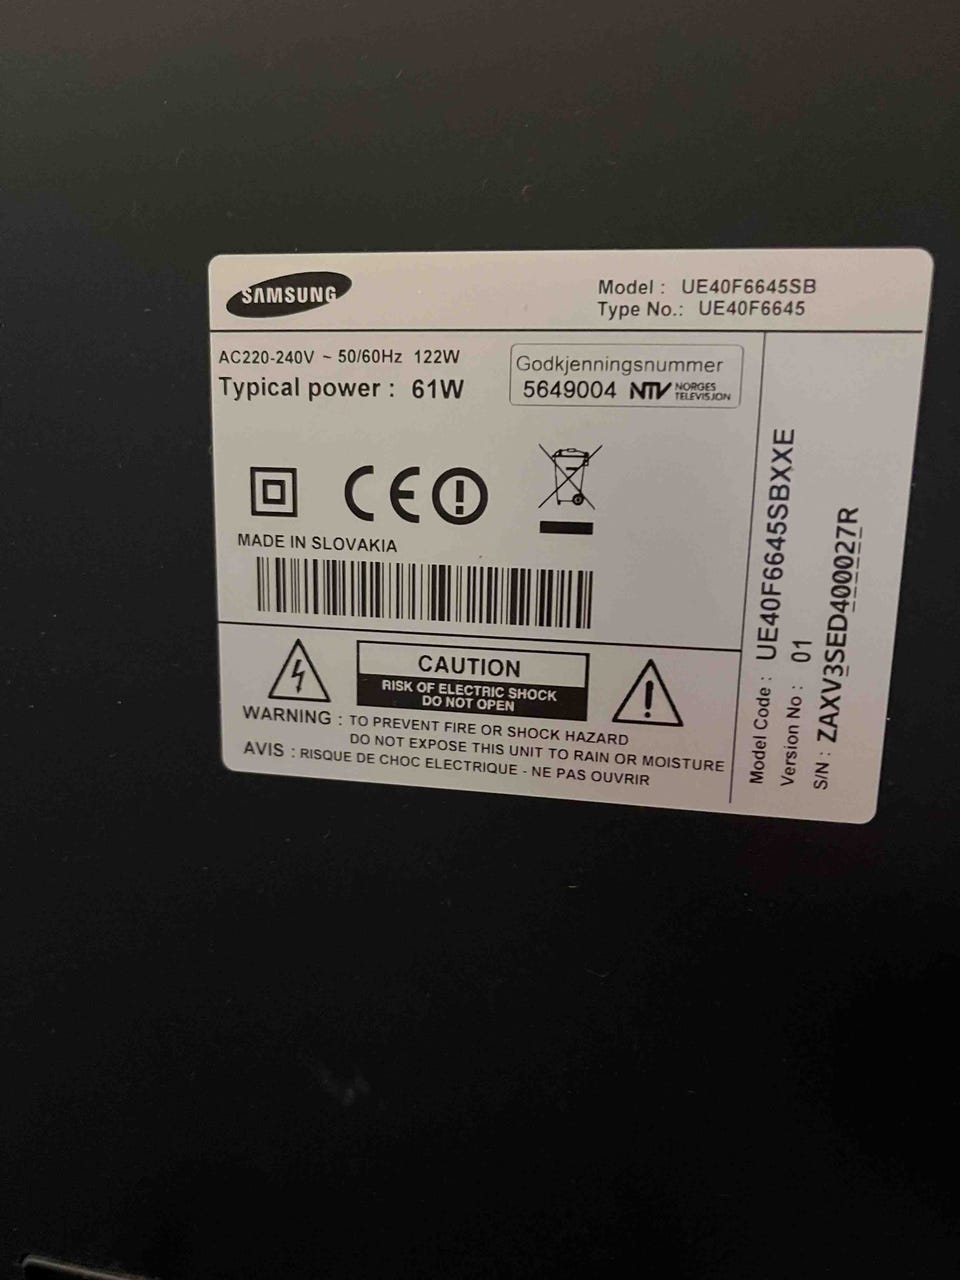 SAMSUNG
Model : UE40F6645SB
Type No.: UE40F6645
AC220-240V ~ 50/60Hz 122W
Typical power : 61W
Godkjenningsnummer
5649004 NTV NORGES
TELEVISJON
CE
MADE IN SLOVAKIA
CAUTION
RISK OF ELECTRIC SHOCK
DO NOT OPEN
WARNING : TO PREVENT FIRE OR SHOCK HAZARD
DO NOT EXPOSE THIS UNIT TO RAIN OR MOISTURE
AVIS : RISQUE DE CHOC ELECTRIQUE - NE PAS OUVRIR
Model Code : UE40F6645SBXXE
Version No : 01
S/N : ZAXV3SED400027R